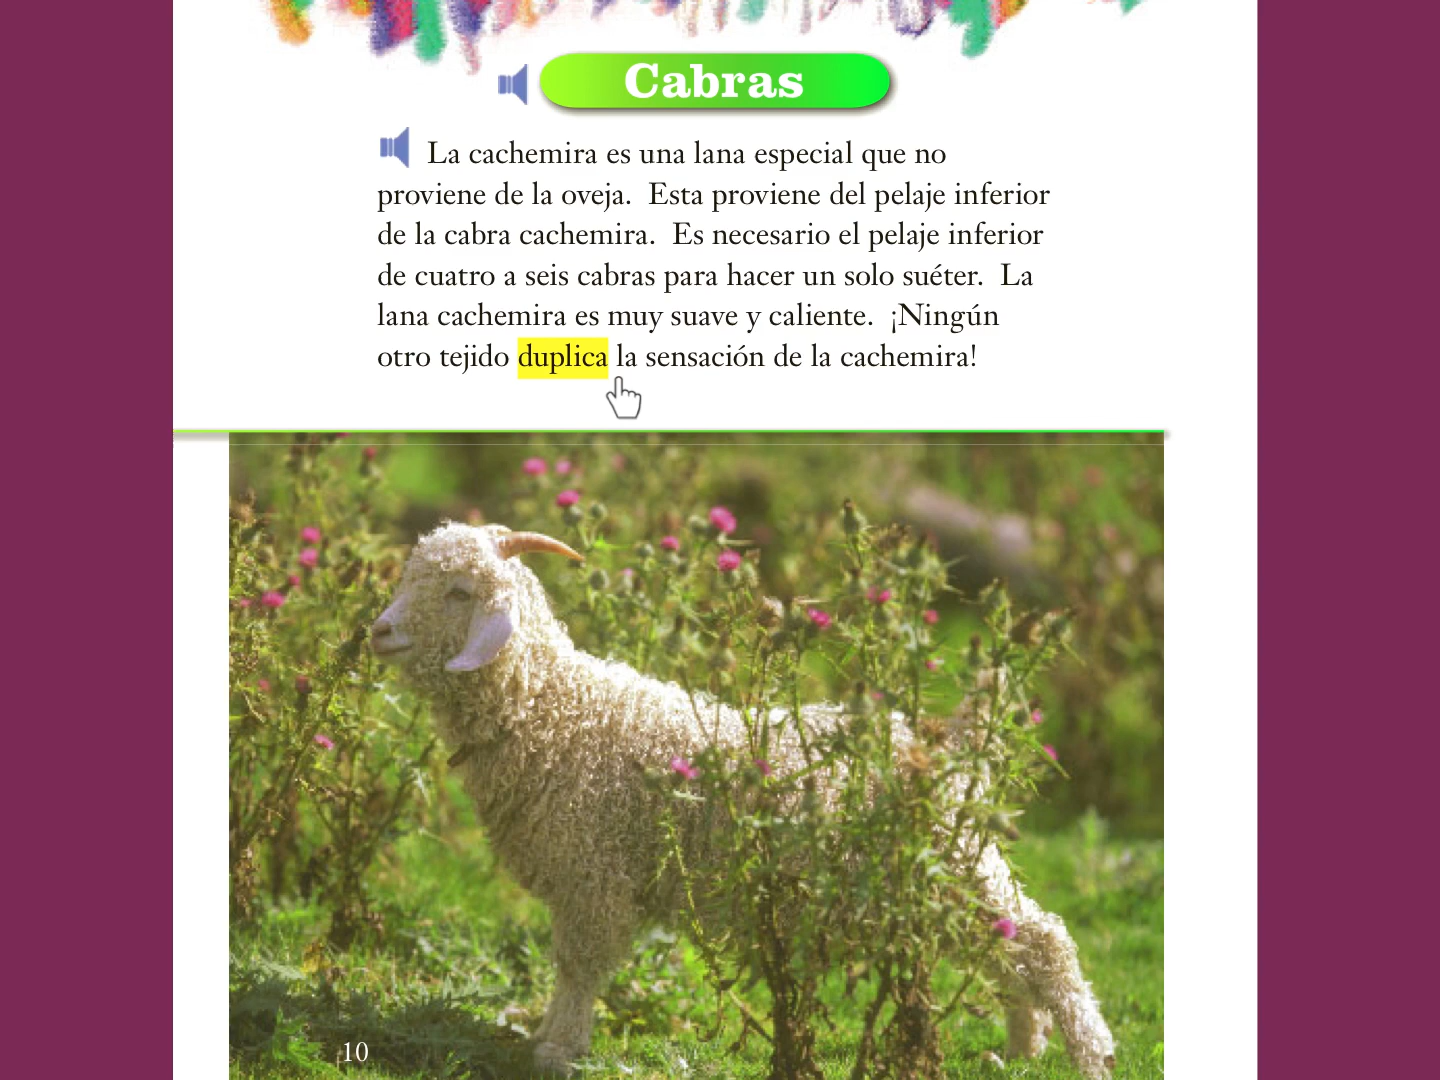 Cabras
La cachemira es una lana especial que no
proviene de la oveja.  Esta proviene del pelaje inferior
de la cabra cachemira.  Es necesario el pelaje inferior
de cuatro a seis cabras para hacer un solo suéter.  La
lana cachemira es muy suave y caliente.  ¡Ningún
otro tejido duplica la sensación de la cachemira!
10